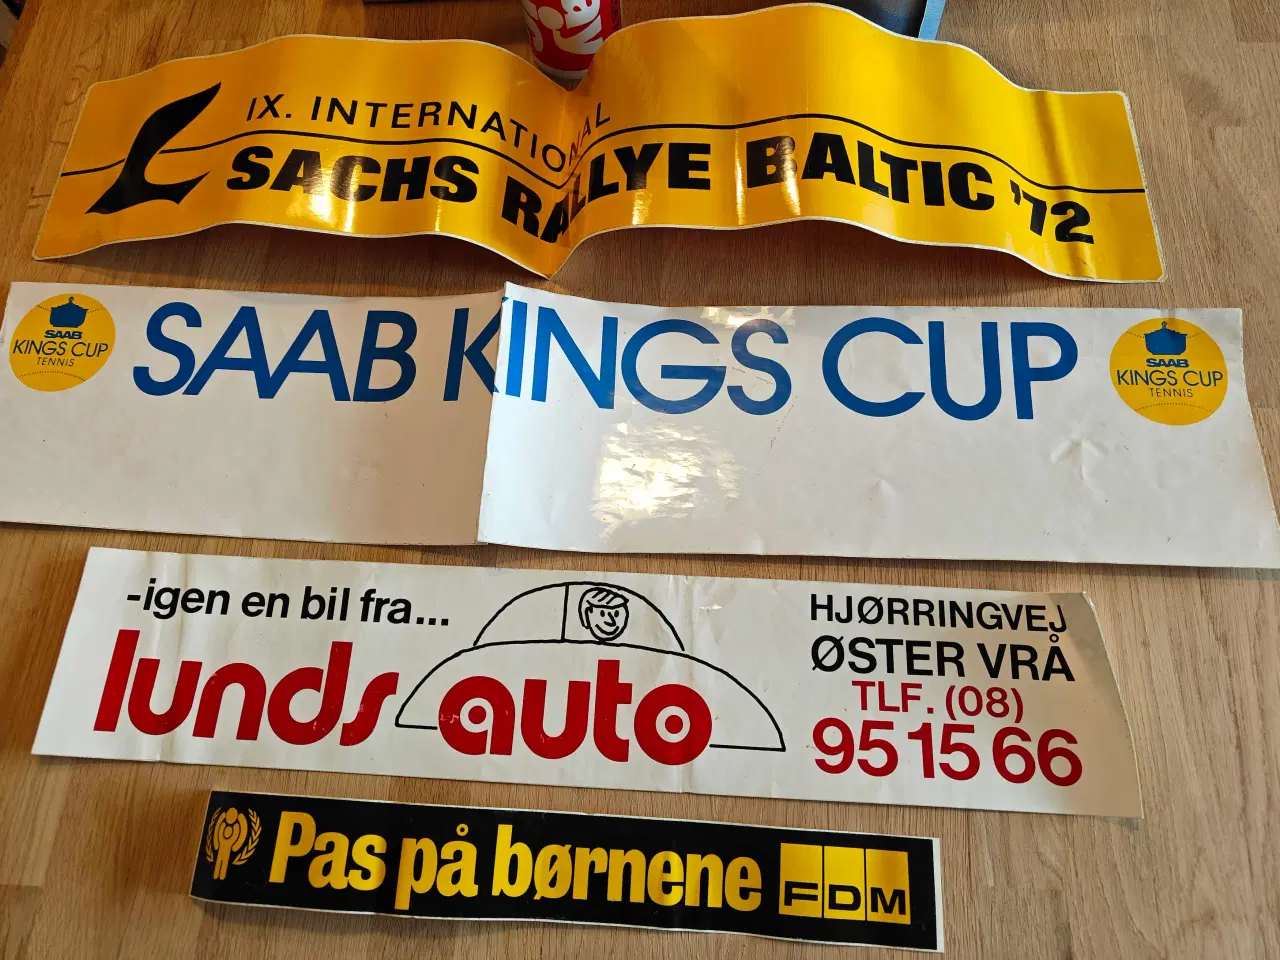 IX. INTERNATIONAL
SACHS RALLYE BALTIC '72
SAAB
KINGS CUP
TENNIS
SAAB KINGS CUP
SAAB
KINGS CUP
TENNIS
-igen en bil fra...
lunds auto
HJØRRINGVEJ
ØSTER VRÅ
TLF. (08)
95 15 66
Pas på børnene
FDM